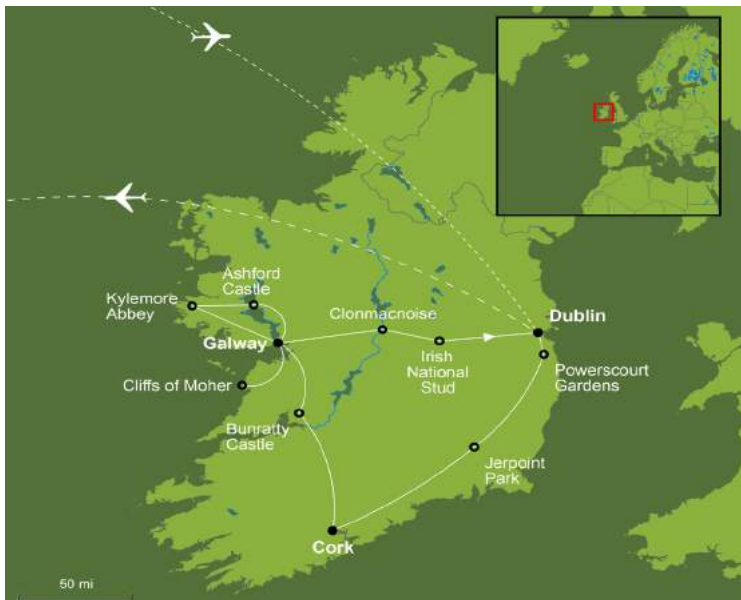 Ashford
Castle
Kylemore
Abbey
Clonmacnoise
Dublin
Galway
Irish
National
Stud
Powerscourt
Gardens
Cliffs of Moher
Bunratty
Castle
Jerpoint
Park
Cork
50 mi